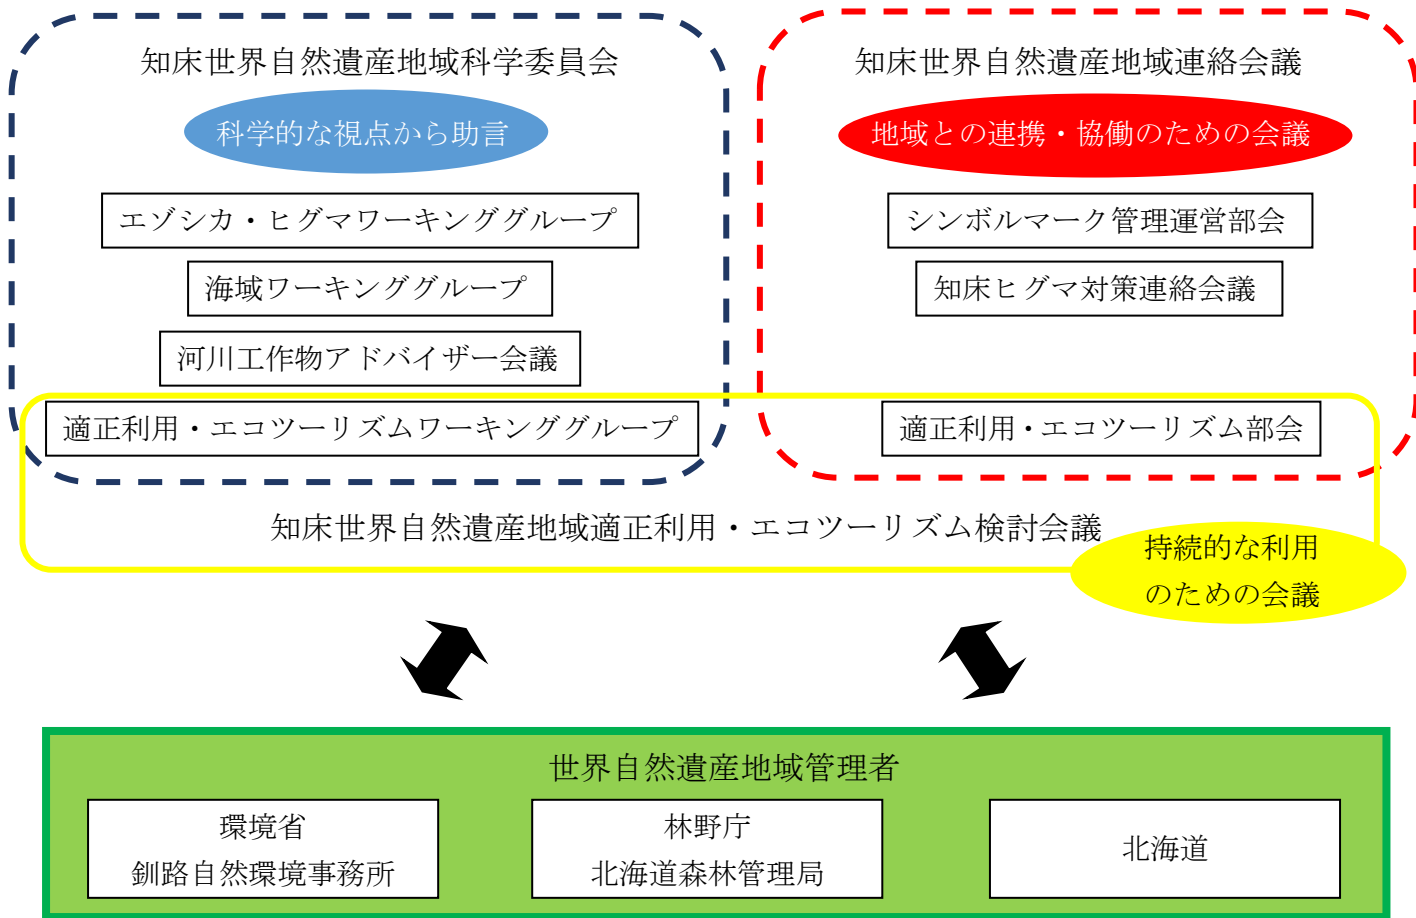 知床世界自然遺産地域科学委員会
科学的な視点から助言
エゾシカ・ヒグマワーキンググループ
海域ワーキンググループ
河川工作物アドバイザー会議
適正利用・エコツーリズムワーキンググループ
知床世界自然遺産地域連絡会議
地域との連携・協働のための会議
シンボルマーク管理運営部会
知床ヒグマ対策連絡会議
適正利用・エコツーリズム部会
知床世界自然遺産地域適正利用・エコツーリズム検討会議
持続的な利用
のための会議
世界自然遺産地域管理者
環境省
釧路自然環境事務所
林野庁
北海道森林管理局
北海道